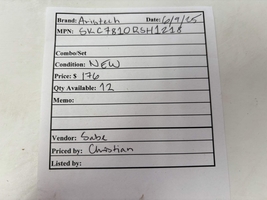 Brand: Aristech Date: 6/9/25
MPN: SKC7810RSH1218
Combo/Set
Condition: NEW
Price: $ 176
Qty Available: 12
Memo:
Vendor: Sabe
Priced by: Christian
Listed by: